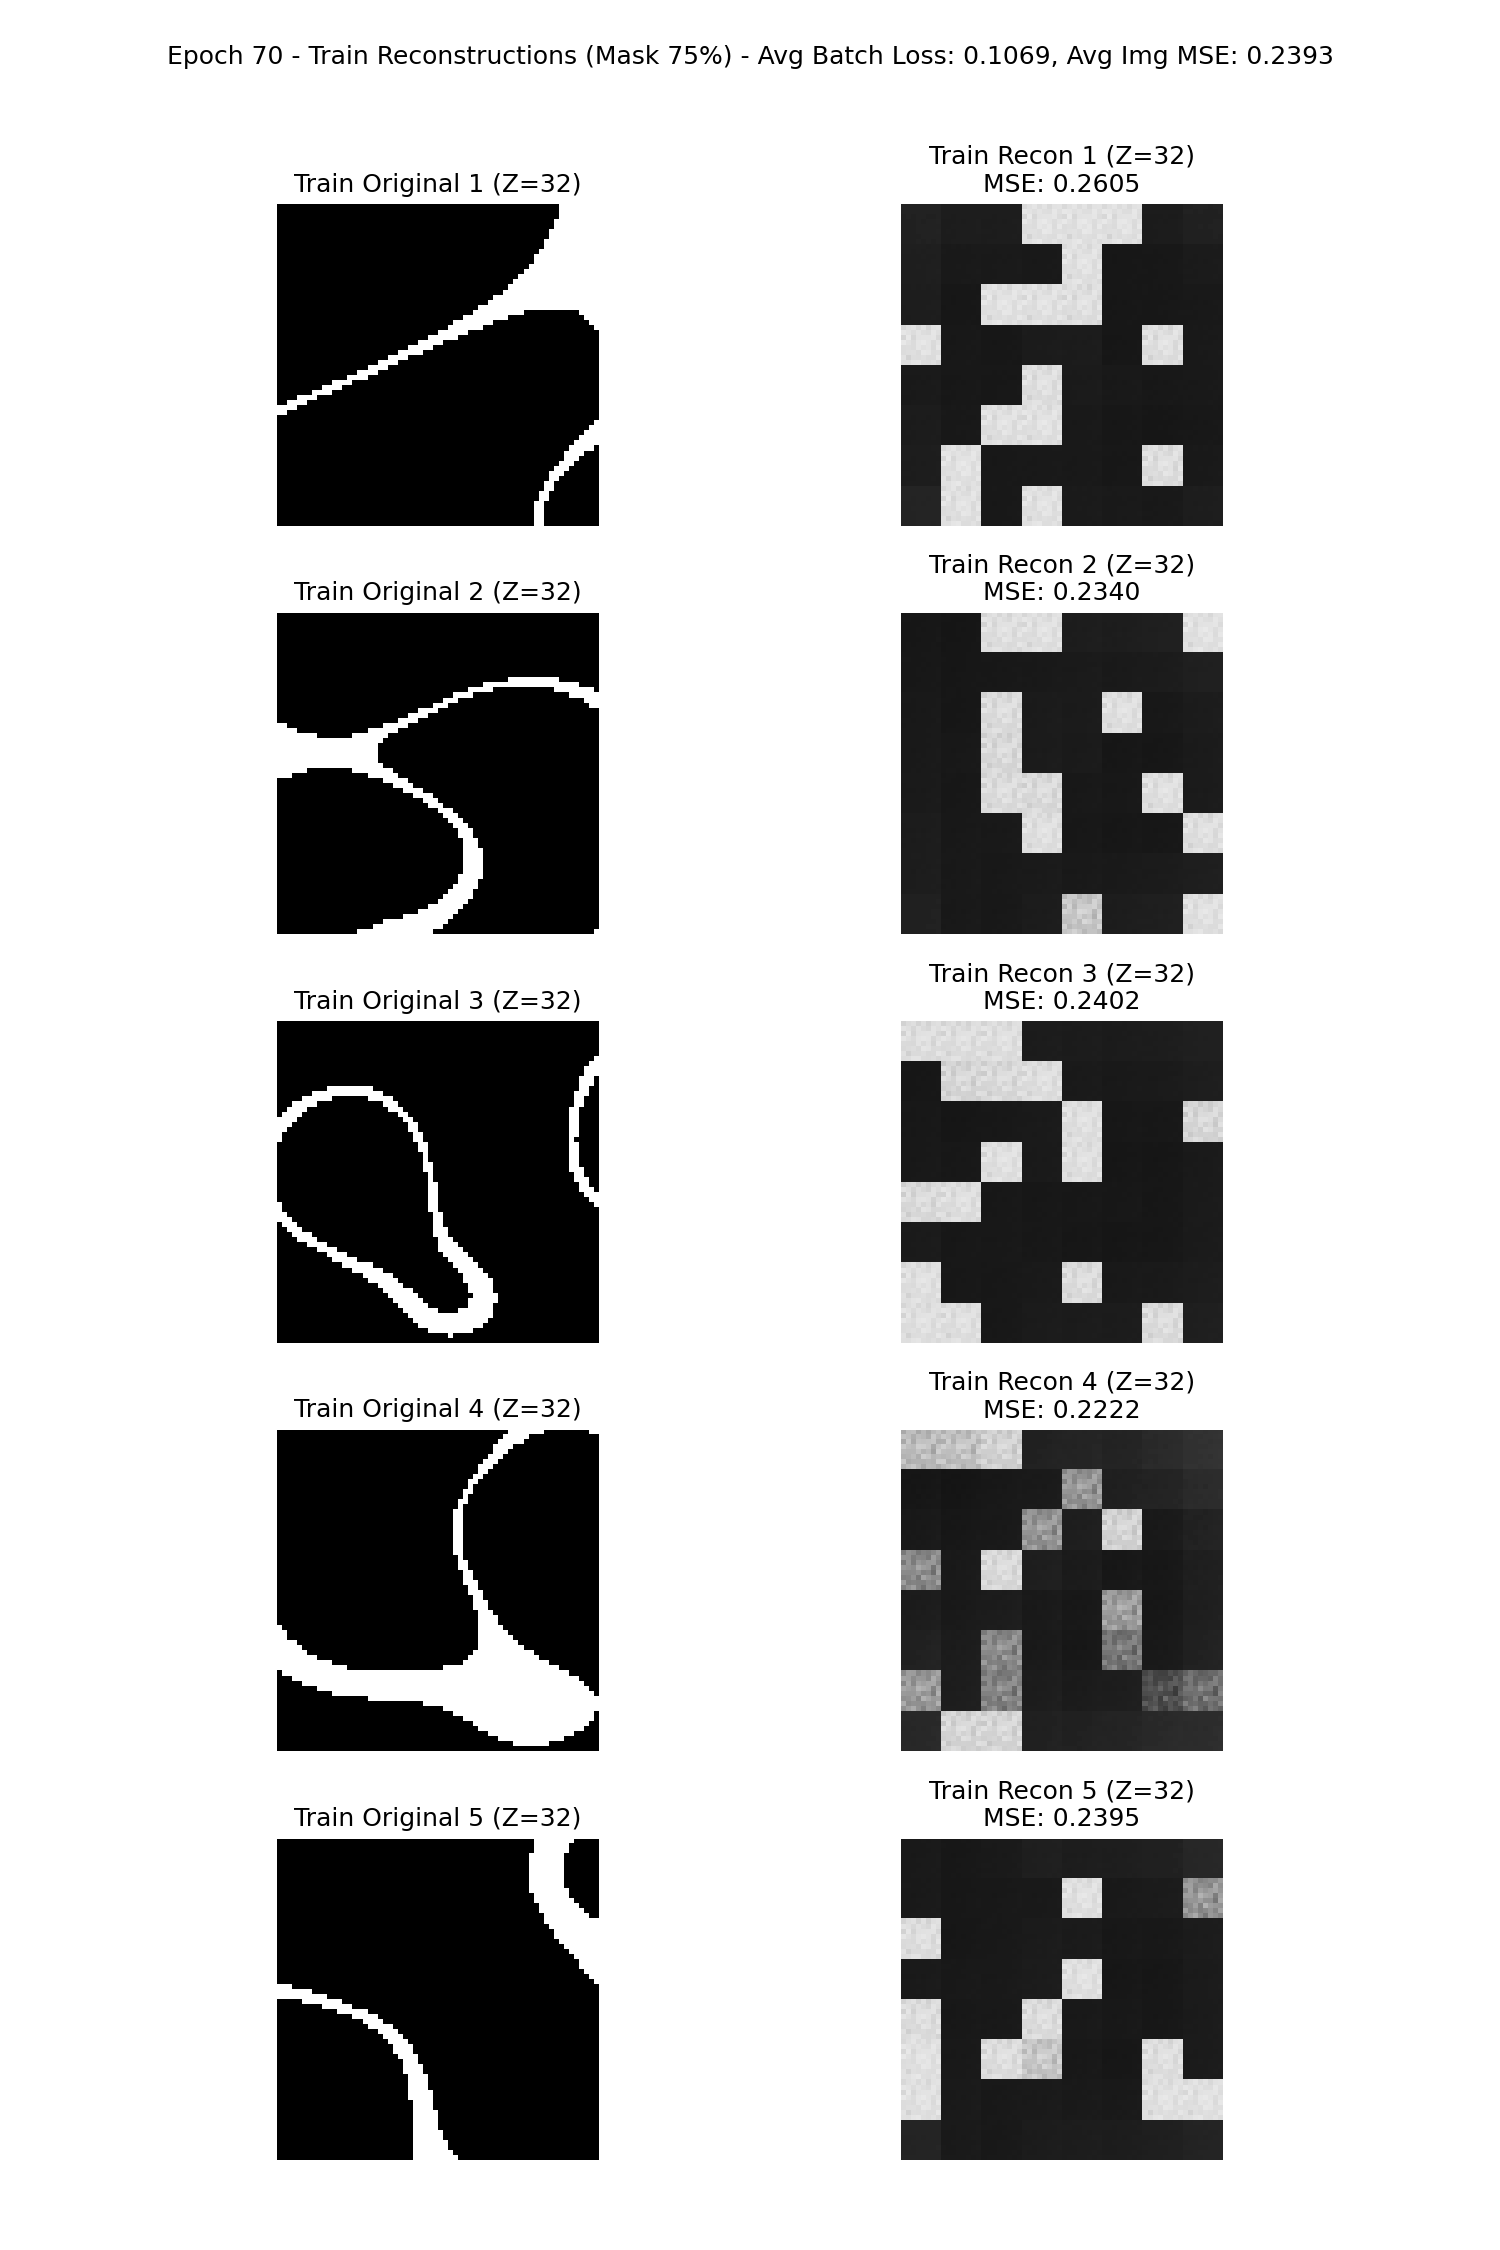 Epoch 70 - Train Reconstructions (Mask 75%) - Avg Batch Loss: 0.1069, Avg Img MSE: 0.2393
Train Original 1 (Z=32)
Train Recon 1 (Z=32)
MSE: 0.2605
Train Original 2 (Z=32)
Train Recon 2 (Z=32)
MSE: 0.2340
Train Original 3 (Z=32)
Train Recon 3 (Z=32)
MSE: 0.2402
Train Original 4 (Z=32)
Train Recon 4 (Z=32)
MSE: 0.2222
Train Original 5 (Z=32)
Train Recon 5 (Z=32)
MSE: 0.2395